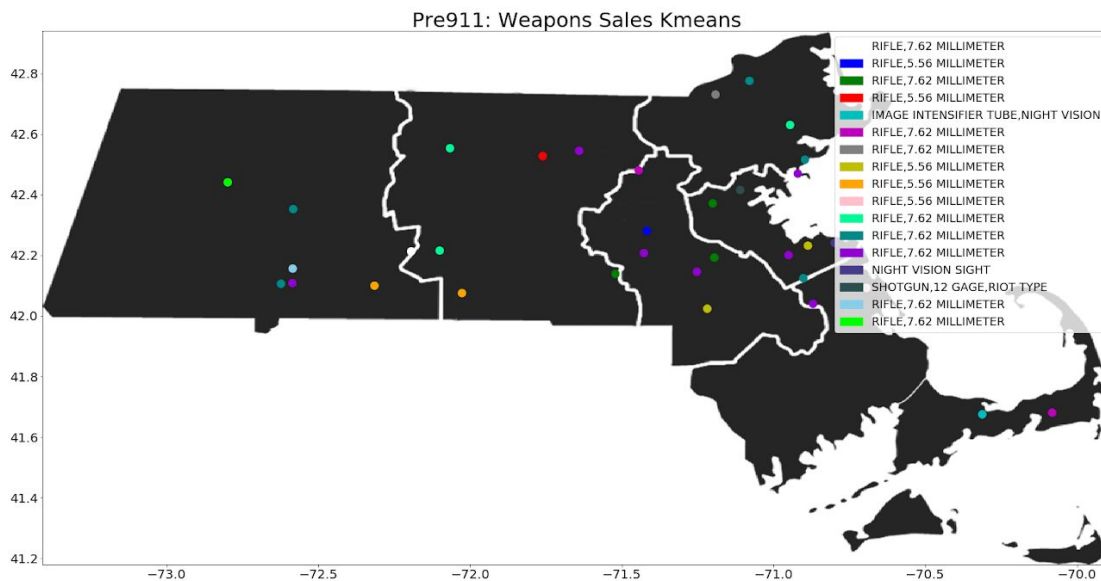 Pre911: Weapons Sales Kmeans
RIFLE,7.62 MILLIMETER
RIFLE,5.56 MILLIMETER
RIFLE,7.62 MILLIMETER
RIFLE,5.56 MILLIMETER
IMAGE INTENSIFIER TUBE,NIGHT VISION
RIFLE,7.62 MILLIMETER
RIFLE,7.62 MILLIMETER
RIFLE,5.56 MILLIMETER
RIFLE,5.56 MILLIMETER
RIFLE,5.56 MILLIMETER
RIFLE,7.62 MILLIMETER
RIFLE,7.62 MILLIMETER
RIFLE,7.62 MILLIMETER
NIGHT VISION SIGHT
SHOTGUN,12 GAGE,RIOT TYPE
RIFLE,7.62 MILLIMETER
RIFLE,7.62 MILLIMETER
42.8
42.6
42.4
42.2
42.0
41.8
41.6
41.4
41.2
−73.0 −72.5 −72.0 −71.5 −71.0 −70.5 −70.0